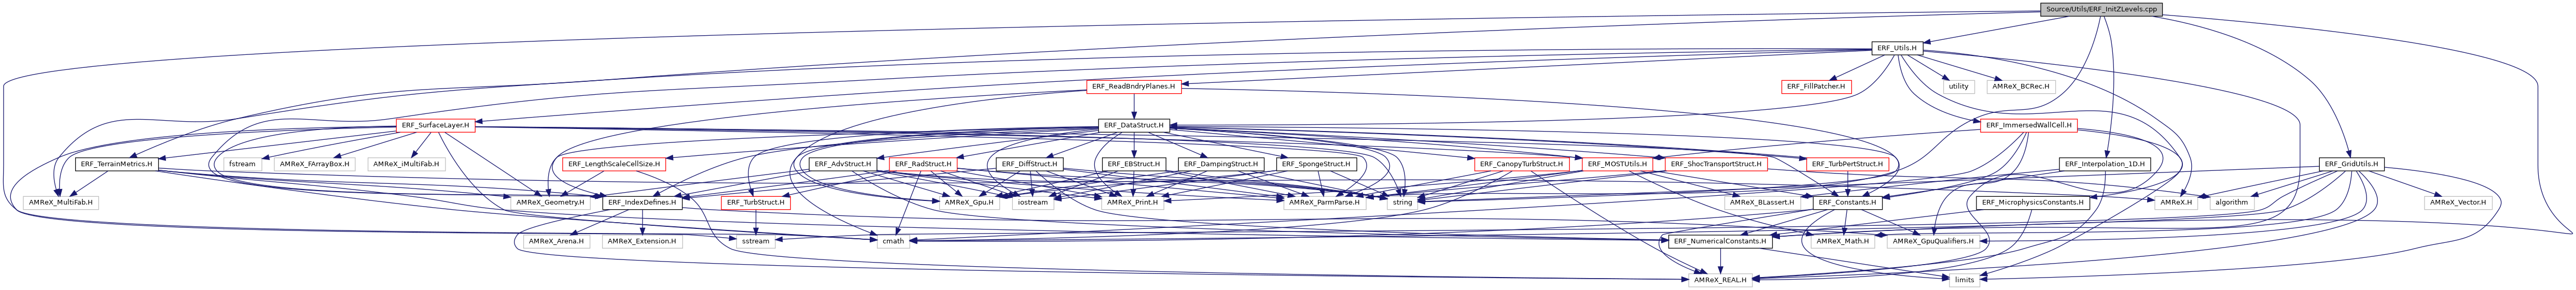 Source/Utils/ERF_InitZLevels.cpp
ERF_Utils.H
ERF_ReadBndryPlanes.H
ERF_FillPatcher.H
utility
AMReX_BCRec.H
ERF_SurfaceLayer.H
ERF_DataStruct.H
ERF_ImmersedWallCell.H
ERF_TerrainMetrics.H
fstream
AMReX_FArrayBox.H
AMReX_iMultiFab.H
ERF_LengthScaleCellSize.H
ERF_AdvStruct.H
ERF_RadStruct.H
ERF_DiffStruct.H
ERF_EBStruct.H
ERF_DampingStruct.H
ERF_SpongeStruct.H
ERF_CanopyTurbStruct.H
ERF_MOSTUtils.H
ERF_ShocTransportStruct.H
ERF_TurbPertStruct.H
ERF_Interpolation_1D.H
ERF_GridUtils.H
AMReX_MultiFab.H
AMReX_Geometry.H
ERF_IndexDefines.H
ERF_TurbStruct.H
AMReX_Gpu.H
iostream
AMReX_Print.H
AMReX_ParmParse.H
string
AMReX_BLassert.H
ERF_Constants.H
ERF_MicrophysicsConstants.H
AMReX.H
algorithm
AMReX_Vector.H
AMReX_Arena.H
AMReX_Extension.H
sstream
cmath
ERF_NumericalConstants.H
AMReX_Math.H
AMReX_GpuQualifiers.H
AMReX_REAL.H
limits